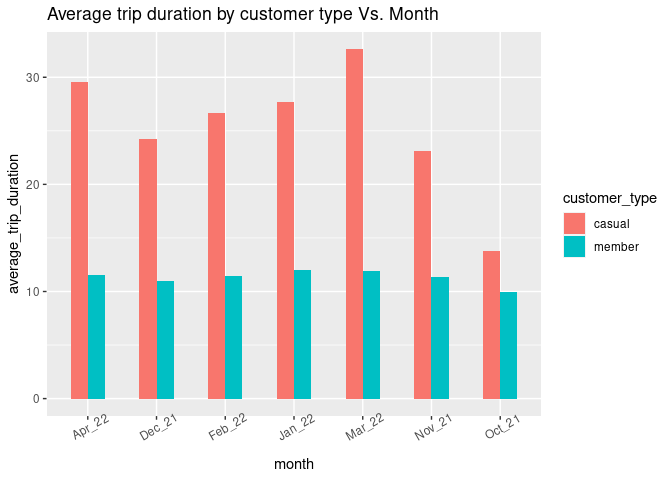 Average trip duration by customer type Vs. Month
average_trip_duration
30
20
10
0
Apr_22
Dec_21
Feb_22
Jan_22
Mar_22
Nov_21
Oct_21
month
customer_type
casual
member